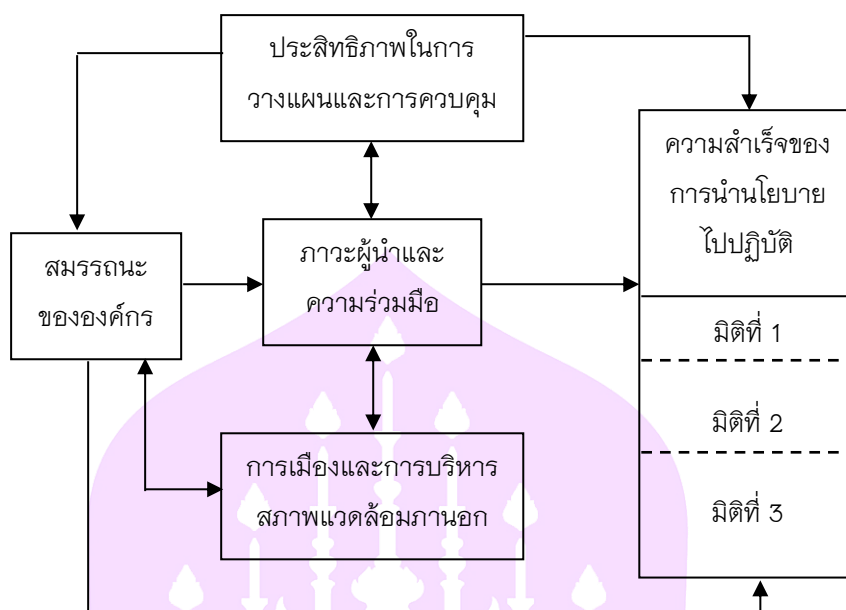 ประสิทธิภาพในการ
วางแผนและการควบคุม
ความสำเร็จของ
การนำนโยบาย
ไปปฏิบัติ
สมรรถนะ
ขององค์กร
ภาวะผู้นำและ
ความร่วมมือ
มิติที่ 1
มิติที่ 2
มิติที่ 3
การเมืองและการบริหาร
สภาพแวดล้อมภานอก